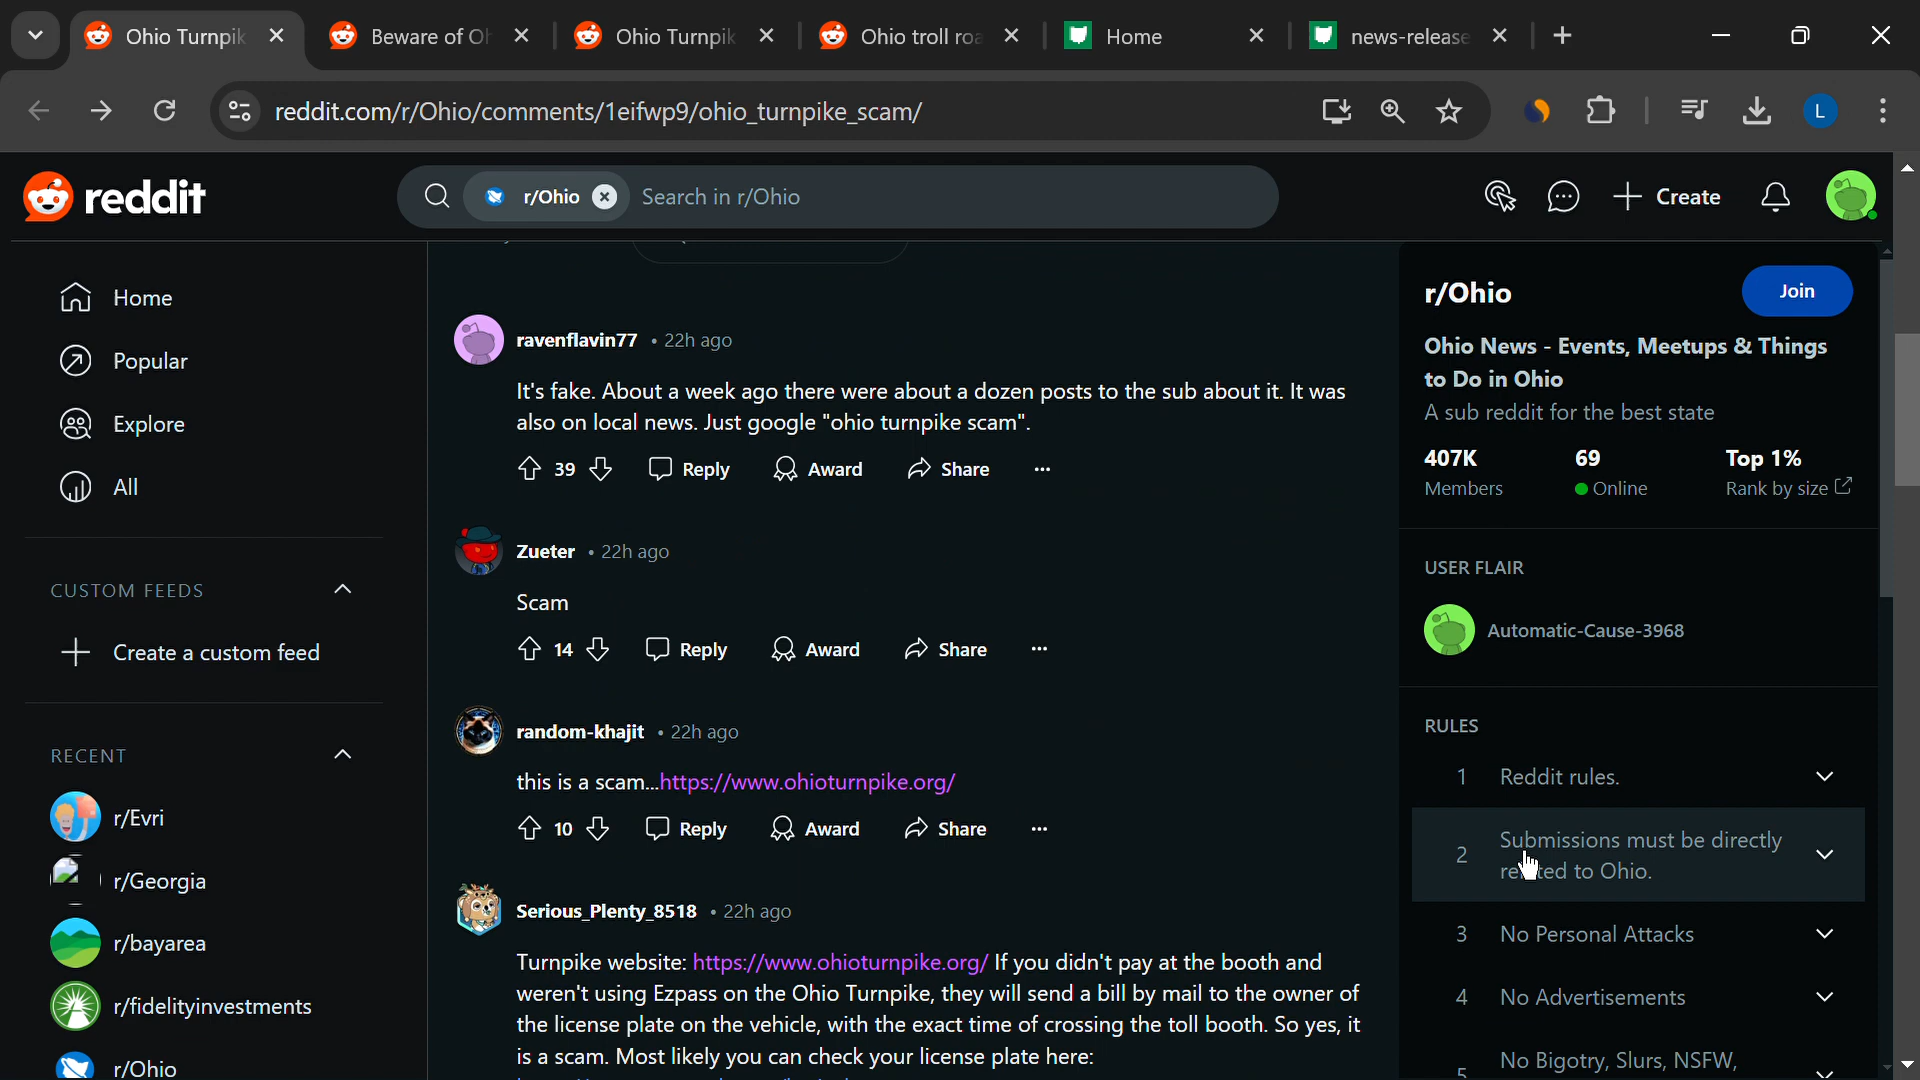 Ohio Turnpik
Beware of Oh
Ohio Turnpik
Ohio troll roa
Home
news-release
reddit.com/r/Ohio/comments/1eifwp9/ohio_turnpike_scam/
L
reddit
r/Ohio
Search in r/Ohio
Create
Home
Popular
Explore
All
CUSTOM FEEDS
Create a custom feed
RECENT
r/Evri
r/Georgia
r/bayarea
r/fidelityinvestments
r/Ohio
ravenflavin77 • 22h ago
It's fake. About a week ago there were about a dozen posts to the sub about it. It was
also on local news. Just google "ohio turnpike scam".
39 Reply Award Share ...
Zueter • 22h ago
Scam
14 Reply Award Share ...
random-khajit • 22h ago
this is a scam...https://www.ohioturnpike.org/
10 Reply Award Share ...
Serious_Plenty_8518 • 22h ago
Turnpike website: https://www.ohioturnpike.org/ If you didn't pay at the booth and
weren't using Ezpass on the Ohio Turnpike, they will send a bill by mail to the owner of
the license plate on the vehicle, with the exact time of crossing the toll booth. So yes, it
is a scam. Most likely you can check your license plate here:
r/Ohio
Join
Ohio News - Events, Meetups & Things
to Do in Ohio
A sub reddit for the best state
407K 69 Top 1%
Members Online Rank by size
USER FLAIR
Automatic-Cause-3968
RULES
1 Reddit rules.
2 Submissions must be directly
related to Ohio.
3 No Personal Attacks
4 No Advertisements
5 No Bigotry, Slurs, NSFW,